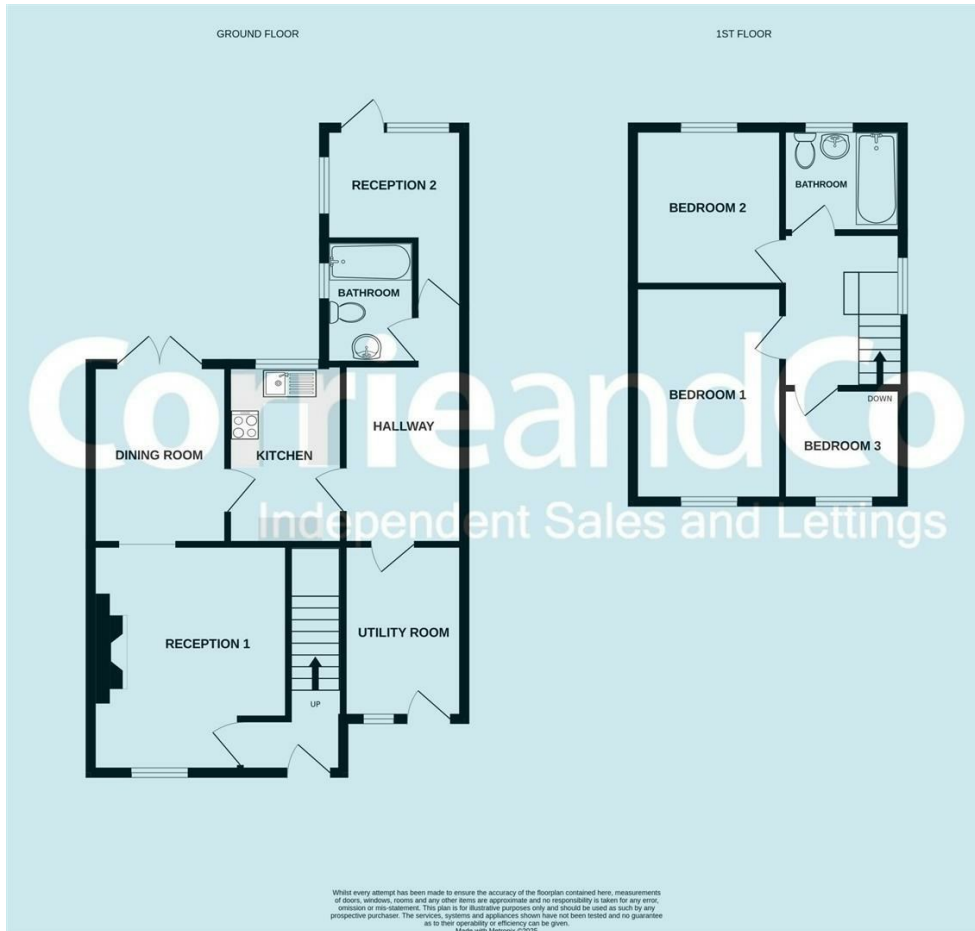 GROUND FLOOR
1ST FLOOR
RECEPTION 2
BATHROOM
BATHROOM
BEDROOM 2
CorrieandCo
HALLWAY
DINING ROOM
KITCHEN
BEDROOM 1
DOWN
BEDROOM 3
Independent Sales and Lettings
RECEPTION 1
UTILITY ROOM
UP
Whilst every attempt has been made to ensure the accuracy of the floorplan contained here, measurements
of doors, windows, rooms and any other items are approximate and no responsibility is taken for any error,
omission or mis-statement. This plan is for illustrative purposes only and should be used as such by any
prospective purchaser. The services, systems and appliances shown have not been tested and no guarantee
as to their operability or efficiency can be given.
Made with Metropix ©2025